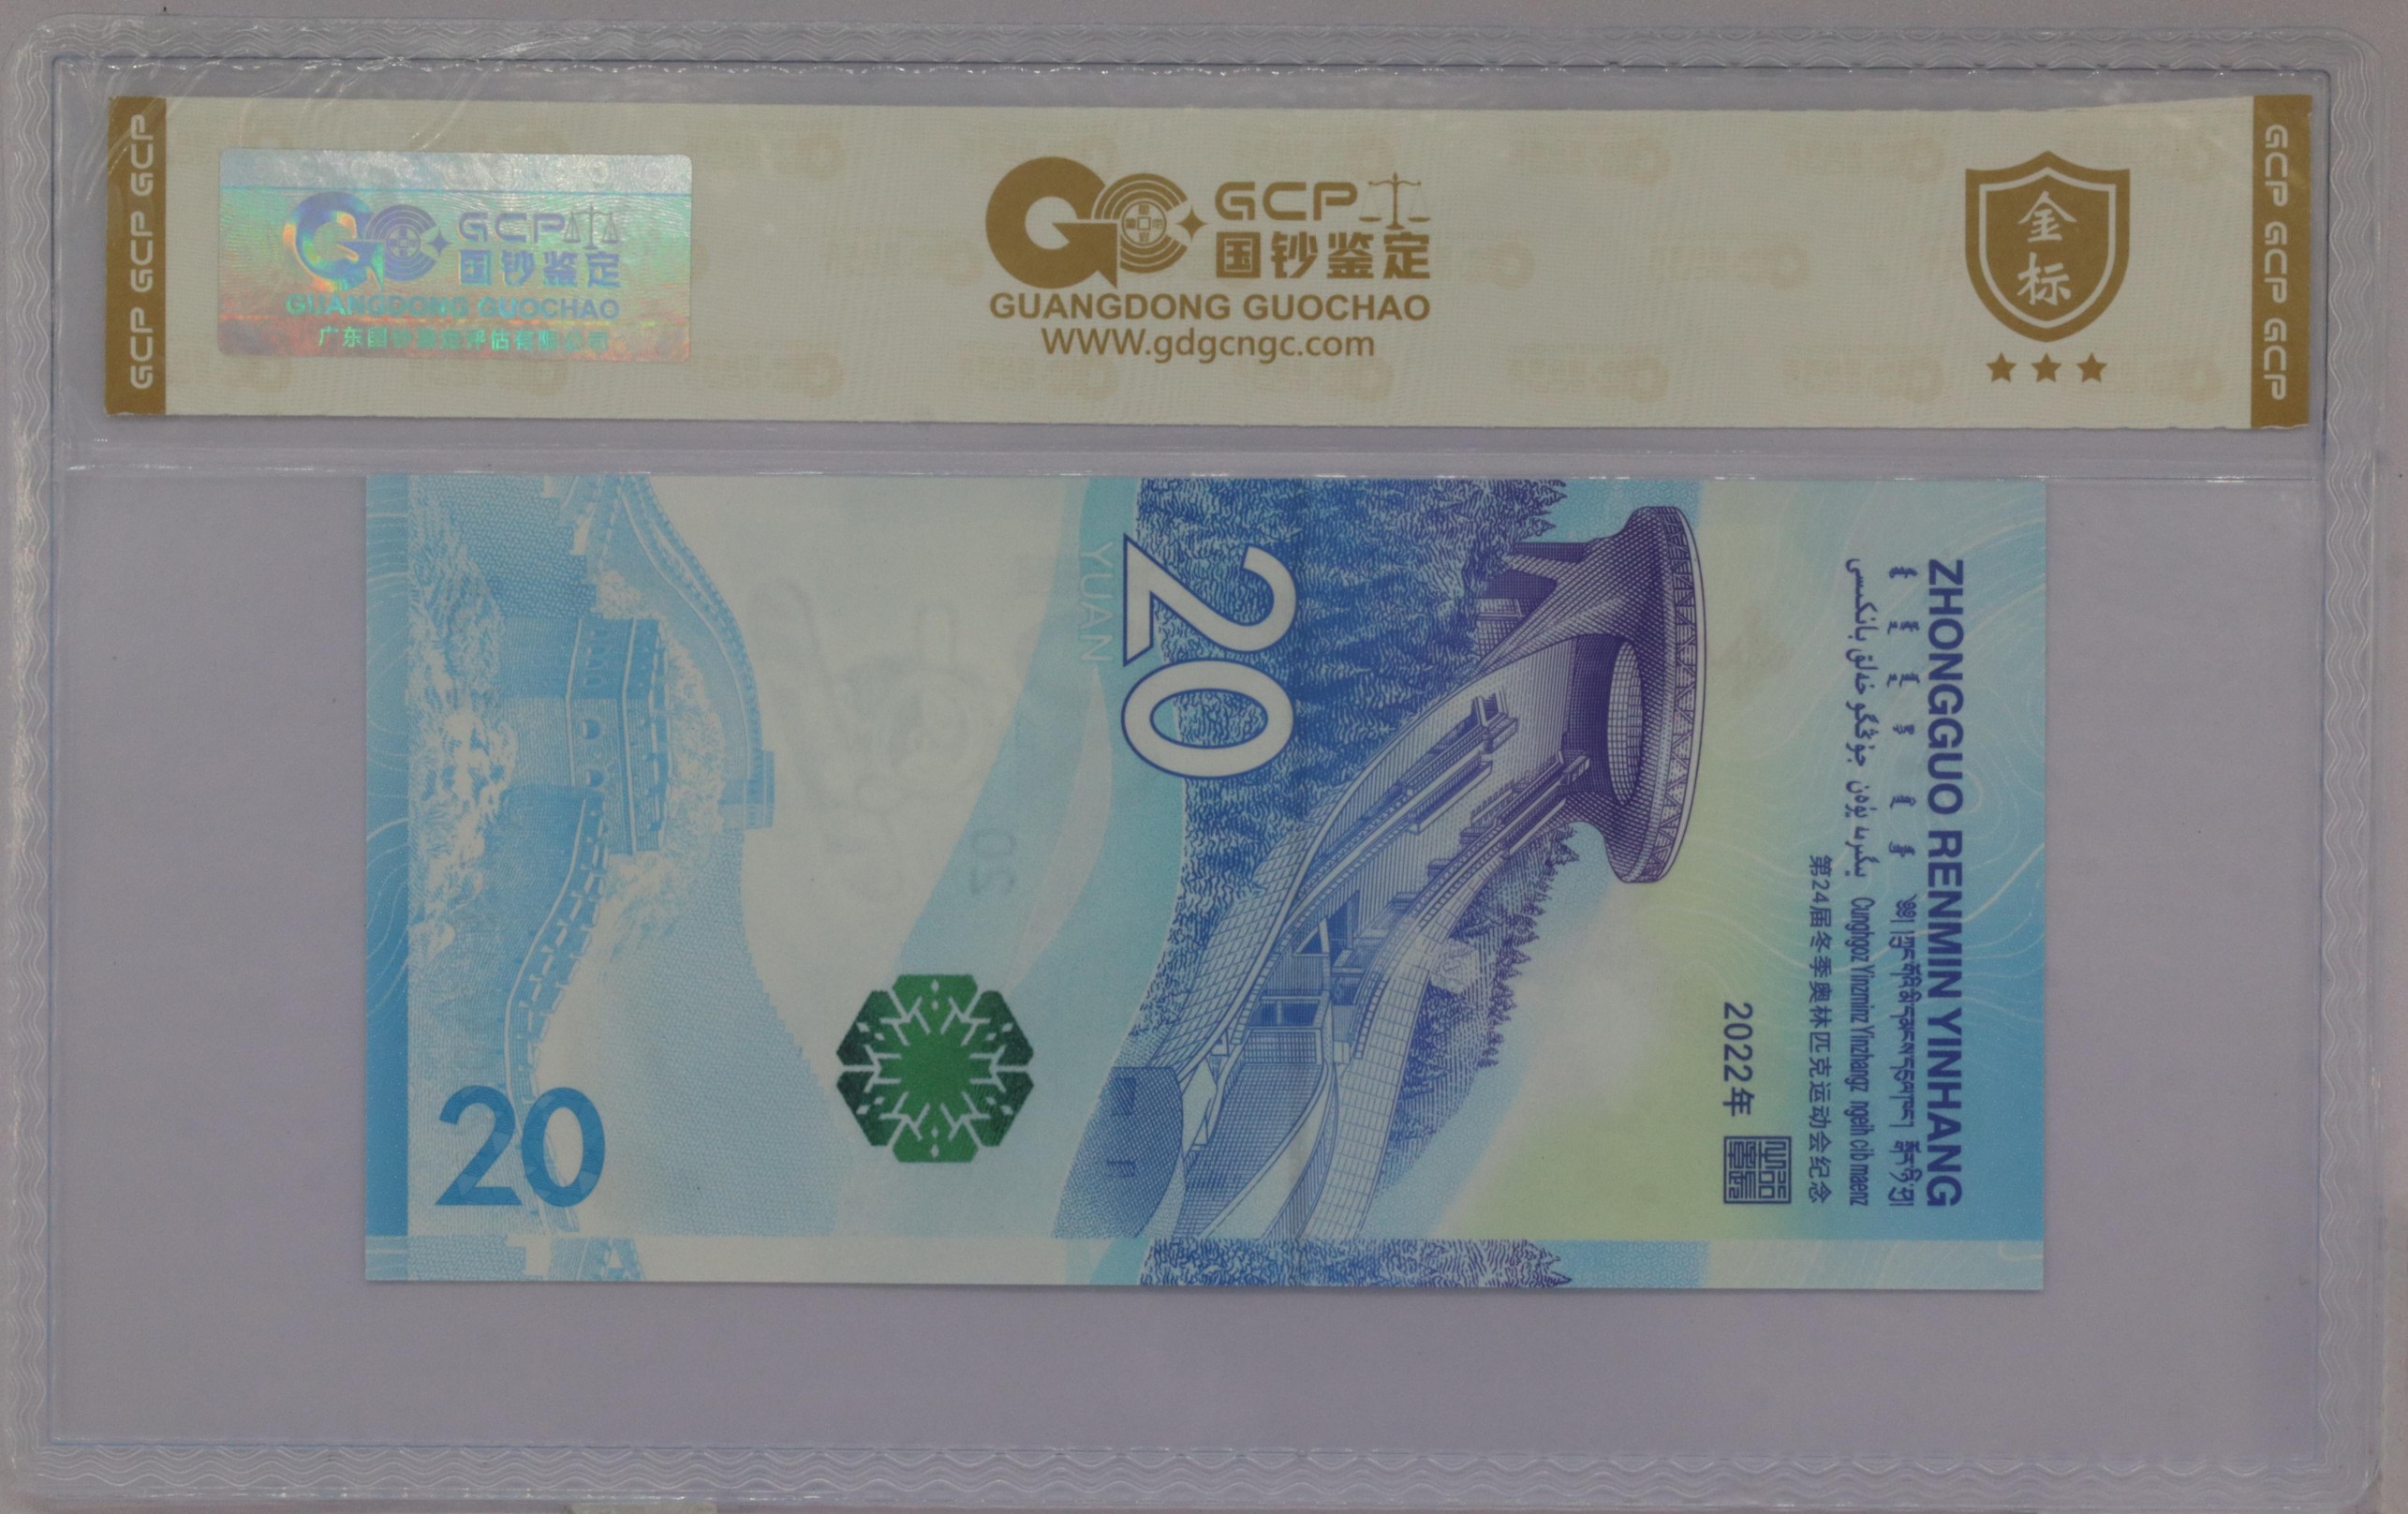 GCP GCP GCP
GCP
国钞鉴定
GUANGDONG GUOCHAO
广东国钞鉴定评估有限公司
GCP
国钞鉴定
GUANGDONG GUOCHAO
WWW.gdgcngc.com
金标
GCP GCP GCP
ZHONGGUO RENMIN YINHANG
Cunghgoz Yinzminz Yinzhangz ngeih cib maenz
第24届冬季奥林匹克运动会纪念
2022年
20
YUAN
20
20